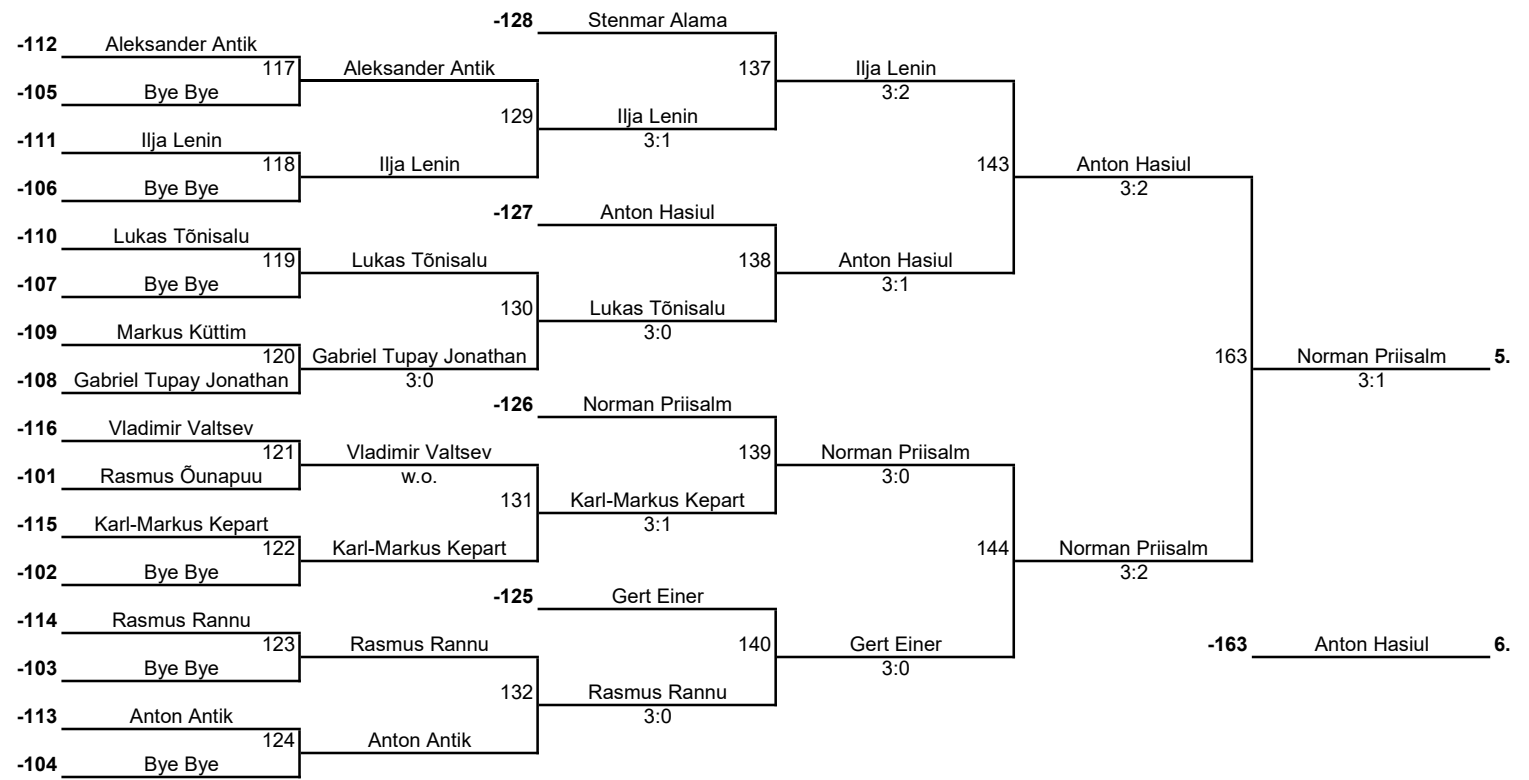 -128 Stenmar Alama
-112 Aleksander Antik
117 Aleksander Antik 137 Ilja Lenin
-105 Bye Bye 3:2
129 Ilja Lenin
-111 Ilja Lenin 3:1
118 Ilja Lenin 143 Anton Hasiul
-106 Bye Bye 3:2
-127 Anton Hasiul
-110 Lukas Tõnisalu
119 Lukas Tõnisalu 138 Anton Hasiul
-107 Bye Bye 3:1
130 Lukas Tõnisalu
-109 Markus Küttim 3:0
120 Gabriel Tupay Jonathan 163 Norman Priisalm 5.
-108 Gabriel Tupay Jonathan 3:0 3:1
-126 Norman Priisalm
-116 Vladimir Valtsev
121 Vladimir Valtsev 139 Norman Priisalm
-101 Rasmus Õunapuu w.o. 3:0
131 Karl-Markus Kepart
-115 Karl-Markus Kepart 3:1
122 Karl-Markus Kepart 144 Norman Priisalm
-102 Bye Bye 3:2
-125 Gert Einer
-114 Rasmus Rannu
123 Rasmus Rannu 140 Gert Einer -163 Anton Hasiul 6.
-103 Bye Bye 3:0
132 Rasmus Rannu
-113 Anton Antik 3:0
124 Anton Antik
-104 Bye Bye